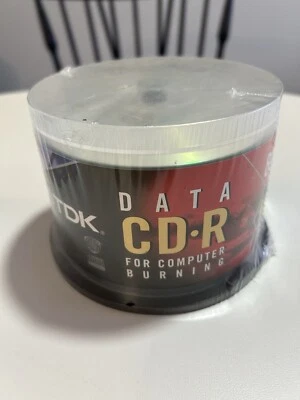 TDK
DATA
CD-R
FOR COMPUTER
BURNING